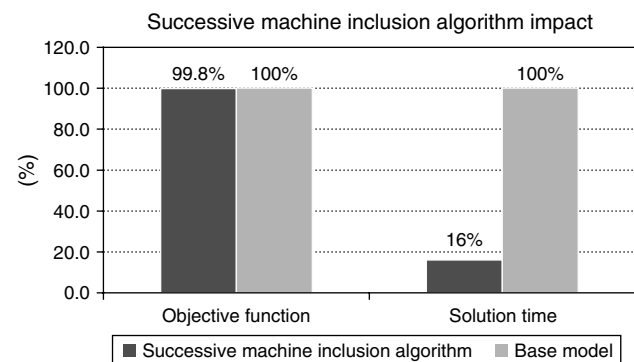 Successive machine inclusion algorithm impact
120.0
100.0
80.0
60.0
40.0
20.0
0.0
(%)
99.8%
100%
16%
100%
Objective function
Solution time
Successive machine inclusion algorithm
Base model